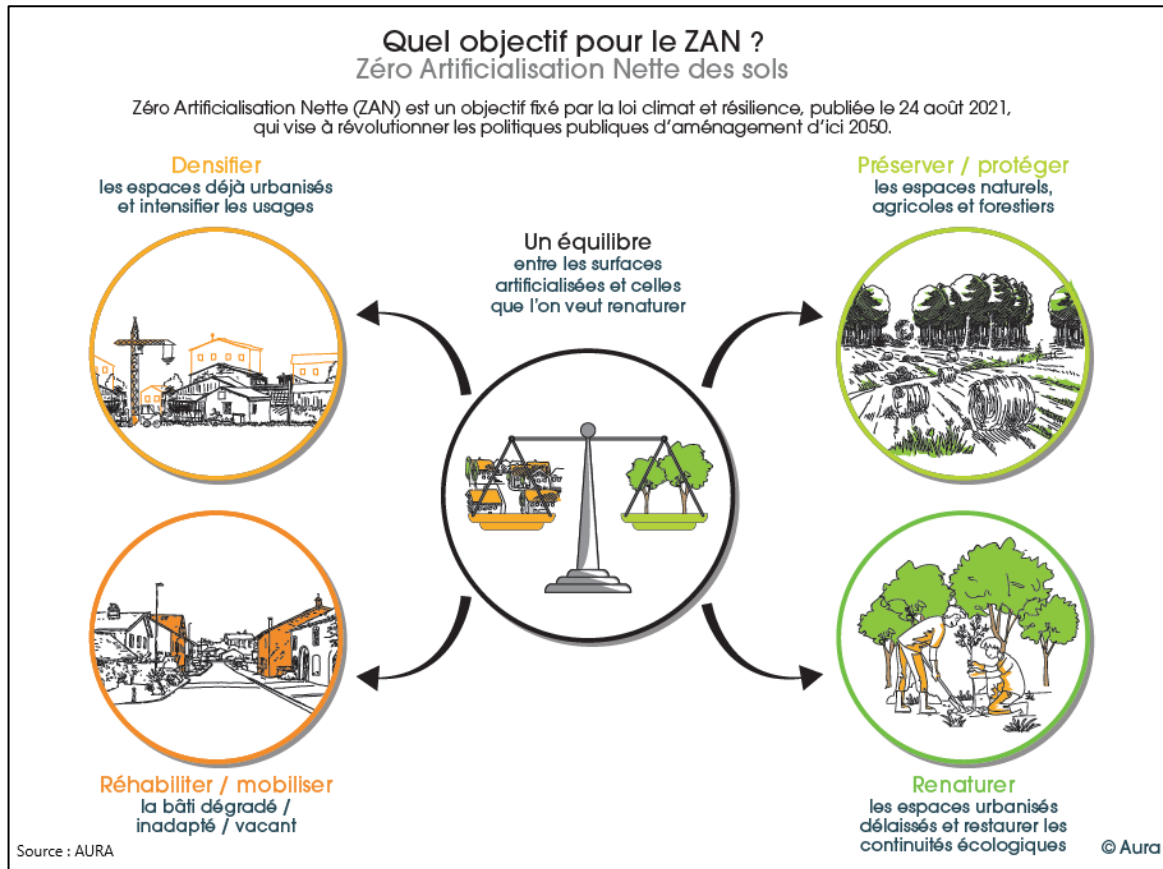 Quel objectif pour le ZAN ?
Zéro Artificialisation Nette des sols
Zéro Artificialisation Nette (ZAN) est un objectif fixé par la loi climat et résilience, publiée le 24 août 2021,
qui vise à révolutionner les politiques publiques d'aménagement d'ici 2050.
Densifier
les espaces déjà urbanisés
et intensifier les usages
Préserver / protéger
les espaces naturels,
agricoles et forestiers
Un équilibre
entre les surfaces
artificialisées et celles
que l'on veut renaturer
Réhabiliter / mobiliser
la bâti dégradé /
inadapté / vacant
Renaturer
les espaces urbanisés
délaissés et restaurer les
continuités écologiques
Source : AURA
© Aura